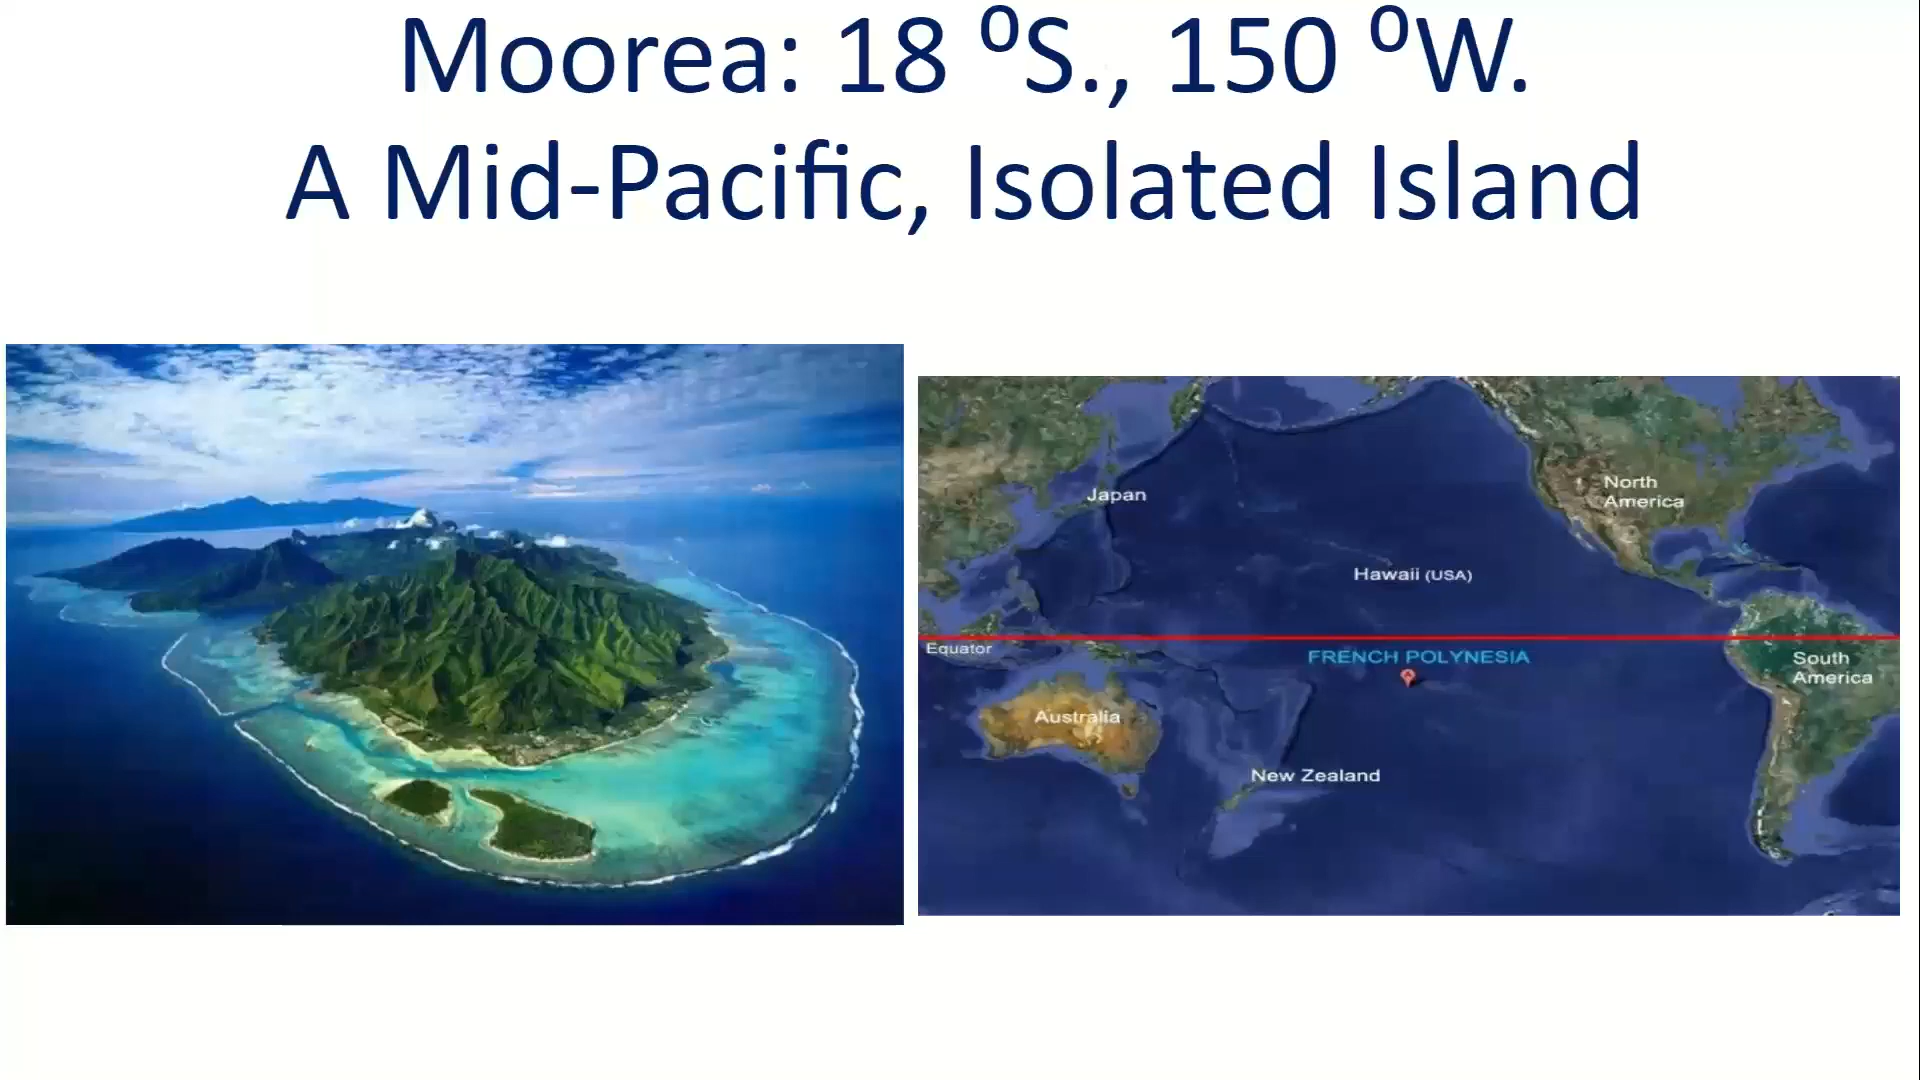 Moorea: 18 ⁰S., 150 ⁰W.
A Mid-Pacific, Isolated Island
Japan
North
America
Hawaii (USA)
Equator
FRENCH POLYNESIA
South
America
A
Australia
New Zealand